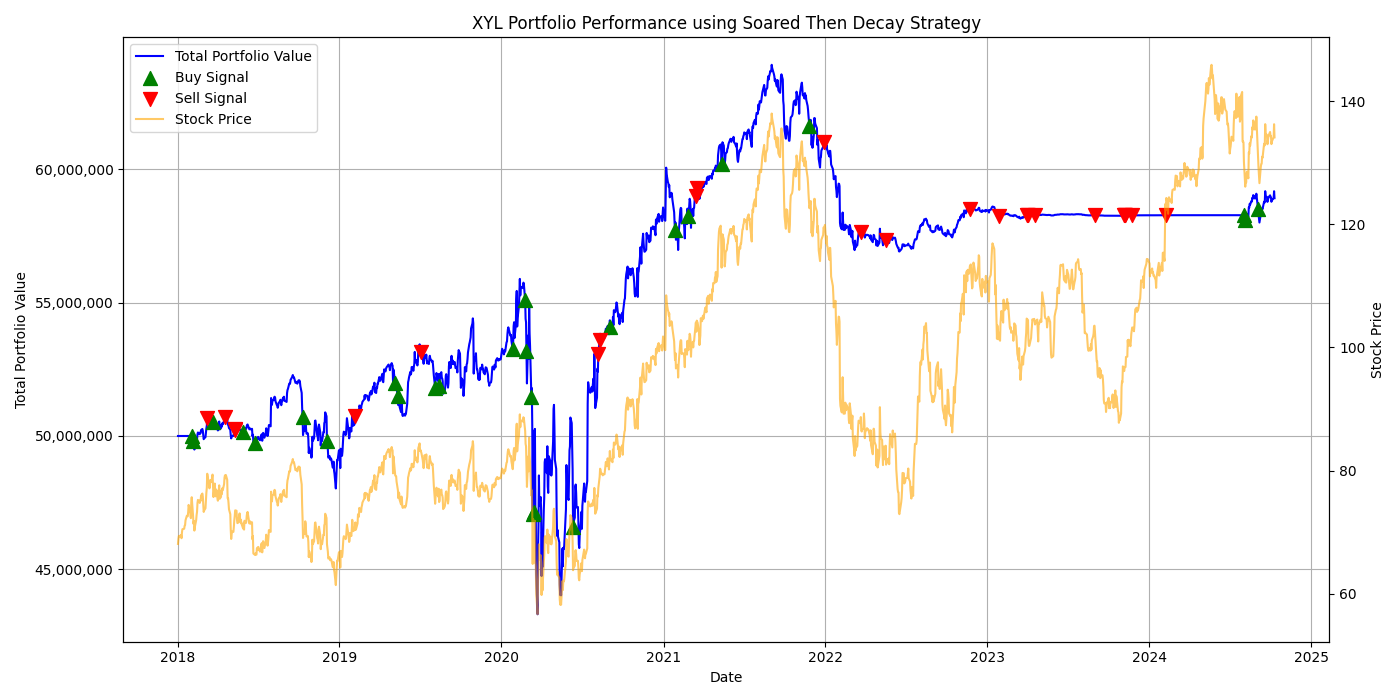 XYL Portfolio Performance using Soared Then Decay Strategy
Total Portfolio Value
Buy Signal
Sell Signal
Stock Price
60,000,000
55,000,000
50,000,000
45,000,000
Total Portfolio Value
140
120
100
80
60
Stock Price
2018
2019
2020
2021
2022
2023
2024
2025
Date